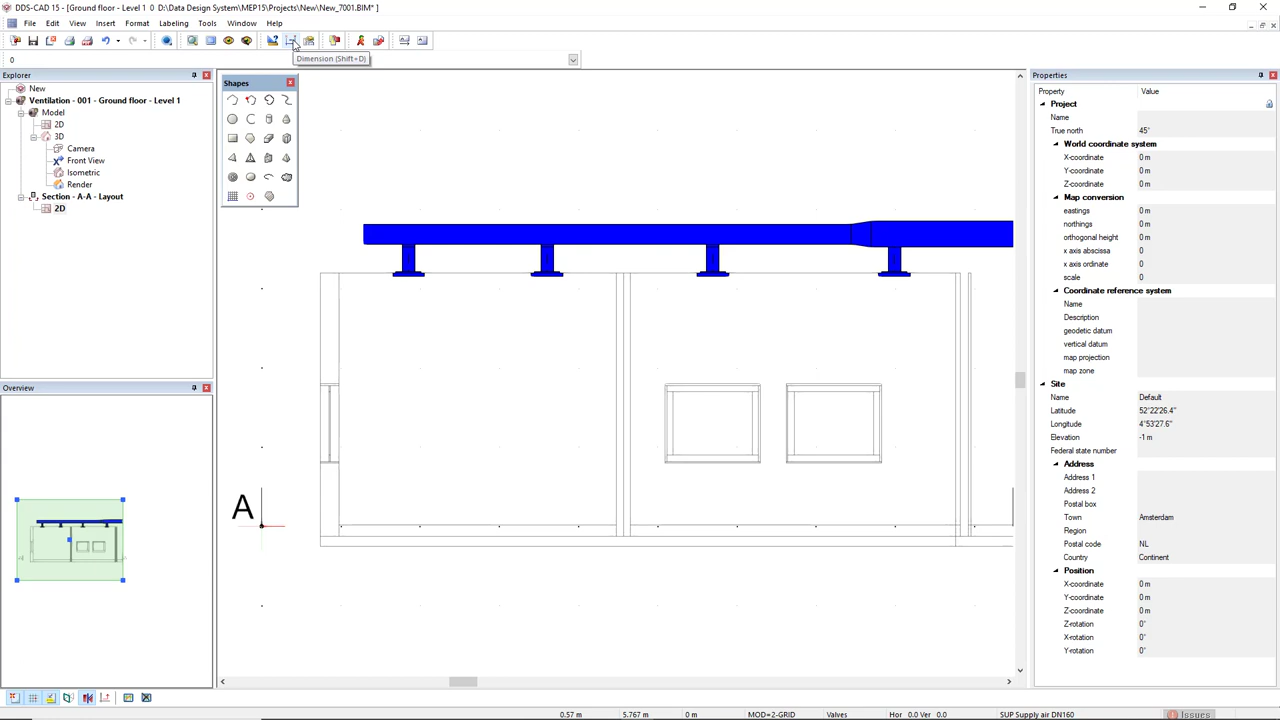 DDS-CAD 15 - [Ground floor - Level 1  0  D:\Data Design System\MEP15\Projects\New\New_7001.BIM* ]
File Edit View Insert Format Labeling Tools Window Help
0
Dimension (Shift+D)
Explorer
New
Ventilation - 001 - Ground floor - Level 1
Model
2D
3D
Camera
Front View
Isometric
Render
Section - A-A - Layout
2D
Shapes
A
Overview
Properties
Property Value
Project
Name
True north 45°
World coordinate system
X-coordinate 0 m
Y-coordinate 0 m
Z-coordinate 0 m
Map conversion
eastings 0 m
northings 0 m
orthogonal height 0 m
x axis abscissa 0
x axis ordinate 0
scale 0
Coordinate reference system
Name
Description
geodetic datum
vertical datum
map projection
map zone
Site
Name Default
Latitude 52°22'26.4"
Longitude 4°53'27.6"
Elevation -1 m
Federal state number
Address
Address 1
Address 2
Postal box
Town Amsterdam
Region
Postal code NL
Country Continent
Position
X-coordinate 0 m
Y-coordinate 0 m
Z-coordinate 0 m
Z-rotation 0°
X-rotation 0°
Y-rotation 0°
0.57 m 5.767 m 0 m MOD=2-GRID Valves Hor 0.0 Ver 0.0 SUP Supply air DN160 Issues